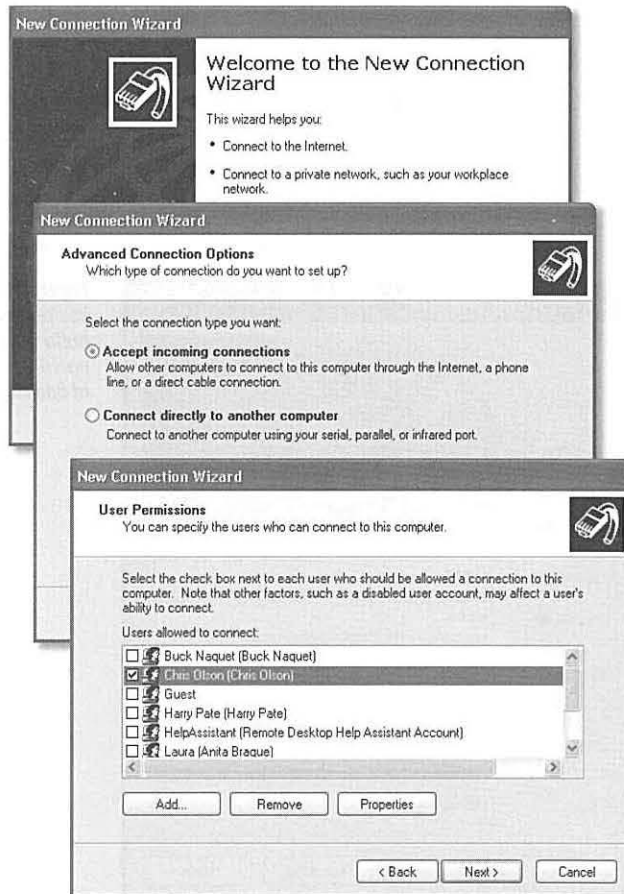 New Connection Wizard
Welcome to the New Connection
Wizard
This wizard helps you:
• Connect to the Internet.
• Connect to a private network, such as your workplace
network.
New Connection Wizard
Advanced Connection Options
Which type of connection do you want to set up?
Select the connection type you want:
Accept incoming connections
Allow other computers to connect to this computer through the Internet, a phone
line, or a direct cable connection.
Connect directly to another computer
Connect to another computer using your serial, parallel, or infrared port.
New Connection Wizard
User Permissions
You can specify the users who can connect to this computer.
Select the check box next to each user who should be allowed a connection to this
computer. Note that other factors, such as a disabled user account, may affect a user's
ability to connect.
Users allowed to connect:
Buck Naquet (Buck Naquet)
Chris Olson (Chris Olson)
Guest
Harry Pate (Harry Pate)
HelpAssistant (Remote Desktop Help Assistant Account)
Laura (Anita Braque)
Add...
Remove
Properties
< Back
Next >
Cancel